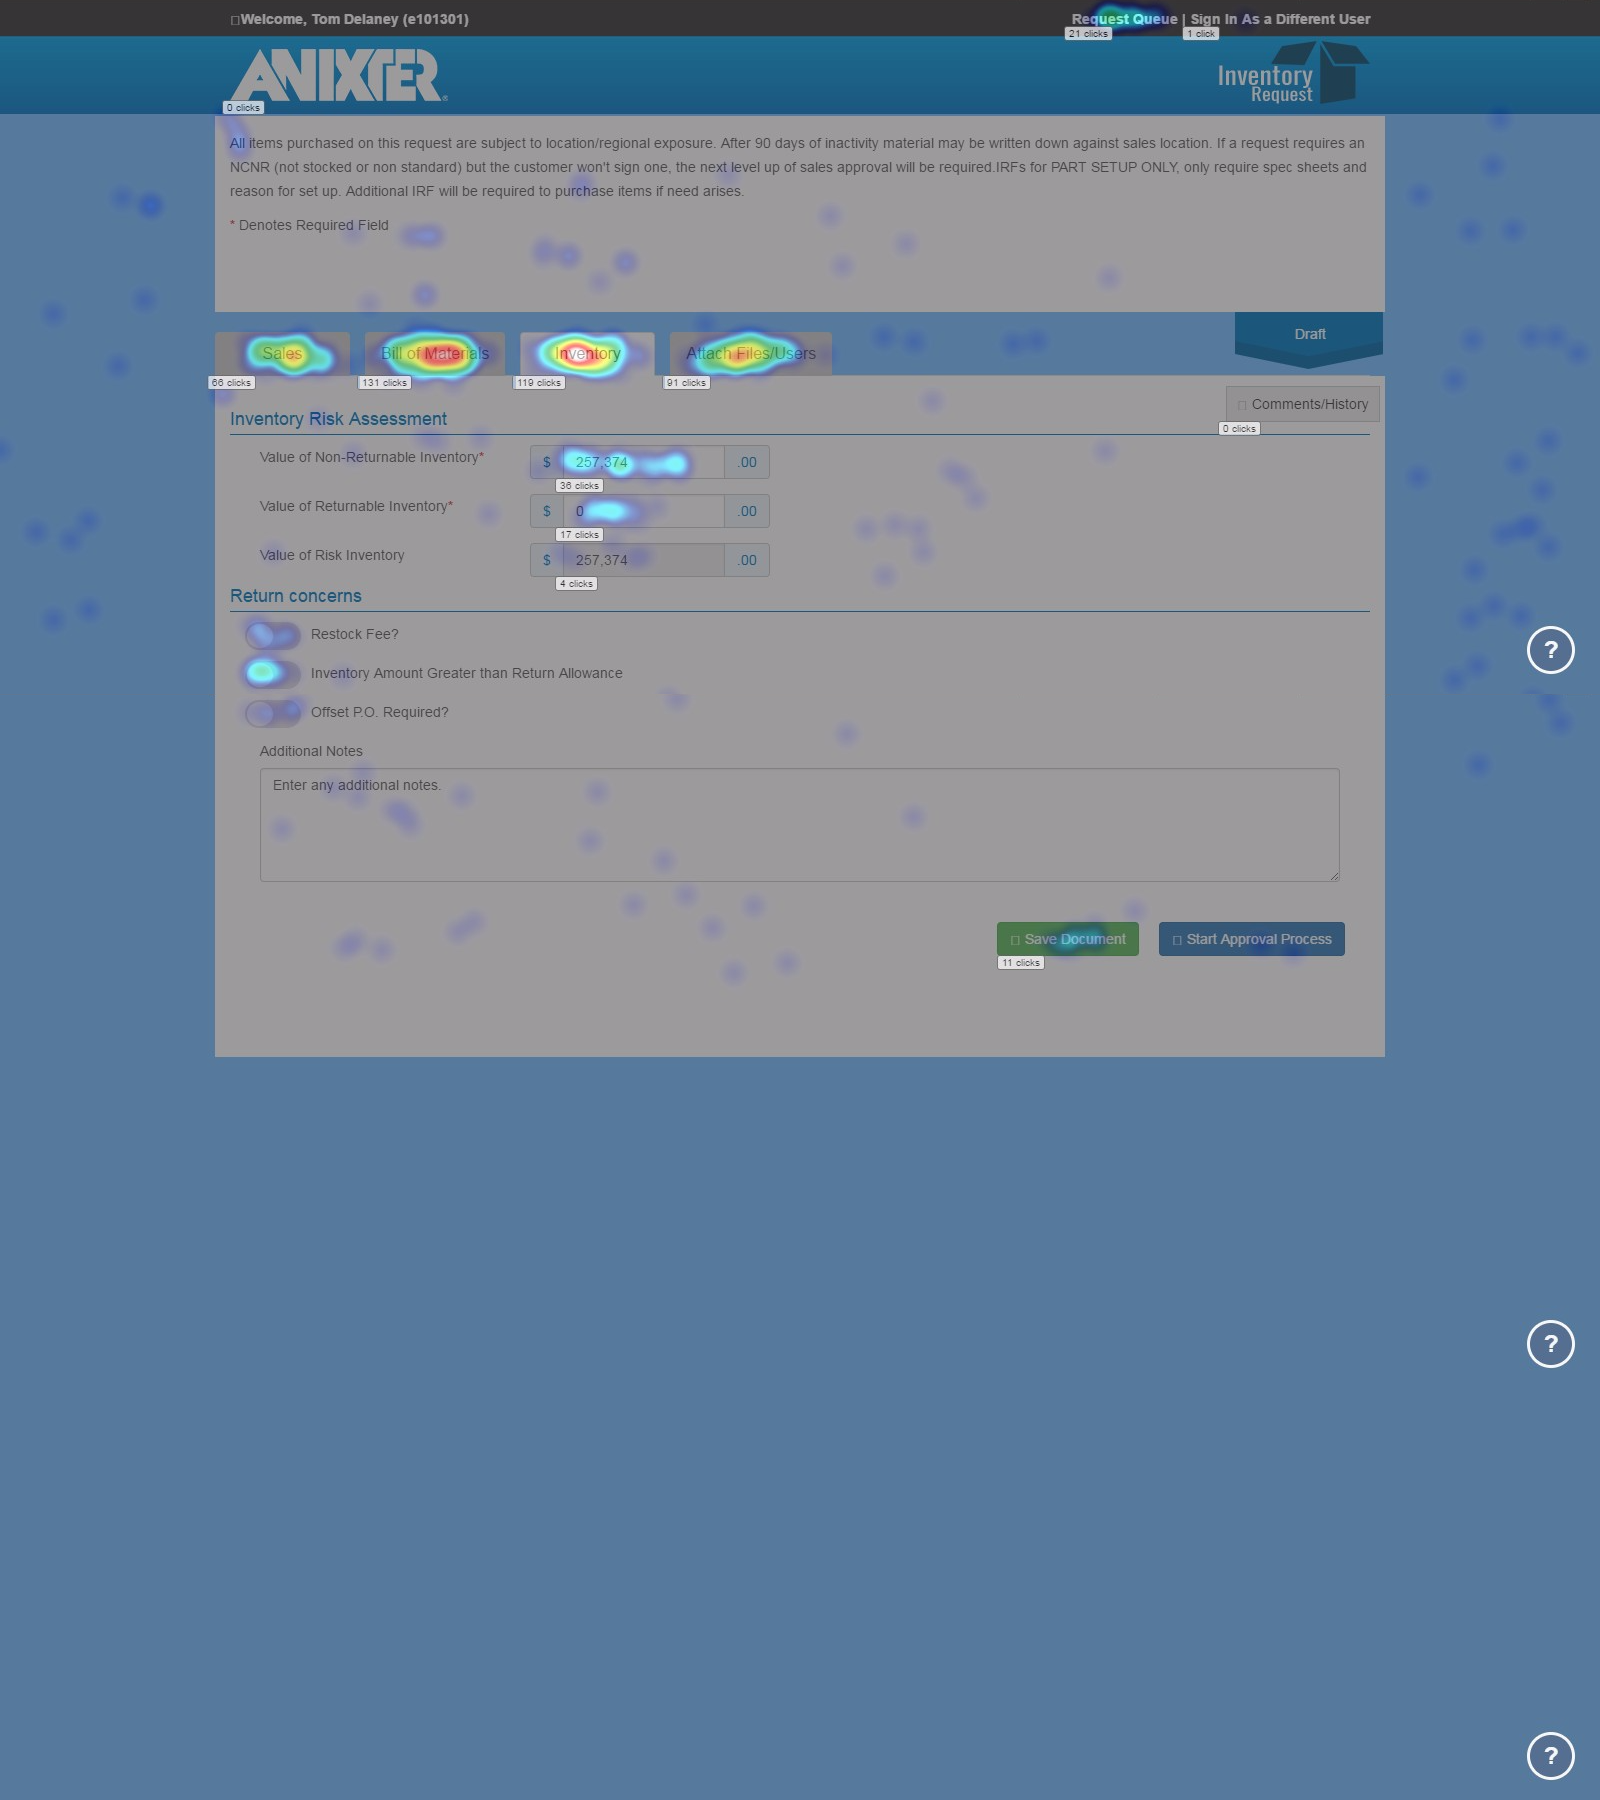 Welcome, Tom Delaney (e101301)
Request Queue | Sign In As a Different User
21 clicks
1 click
ANIXTER®
Inventory
Request
0 clicks
All items purchased on this request are subject to location/regional exposure. After 90 days of inactivity material may be written down against sales location. If a request requires an
NCNR (not stocked or non standard) but the customer won't sign one, the next level up of sales approval will be required.IRFs for PART SETUP ONLY, only require spec sheets and
reason for set up. Additional IRF will be required to purchase items if need arises.
* Denotes Required Field
Draft
Sales
Bill of Materials
Inventory
Attach Files/Users
66 clicks
131 clicks
119 clicks
91 clicks
Comments/History
0 clicks
Inventory Risk Assessment
Value of Non-Returnable Inventory*
$ 257,374 .00
36 clicks
Value of Returnable Inventory*
$ 0 .00
17 clicks
Value of Risk Inventory
$ 257,374 .00
4 clicks
Return concerns
Restock Fee?
?
Inventory Amount Greater than Return Allowance
Offset P.O. Required?
Additional Notes
Enter any additional notes.
Save Document
Start Approval Process
11 clicks
?
?